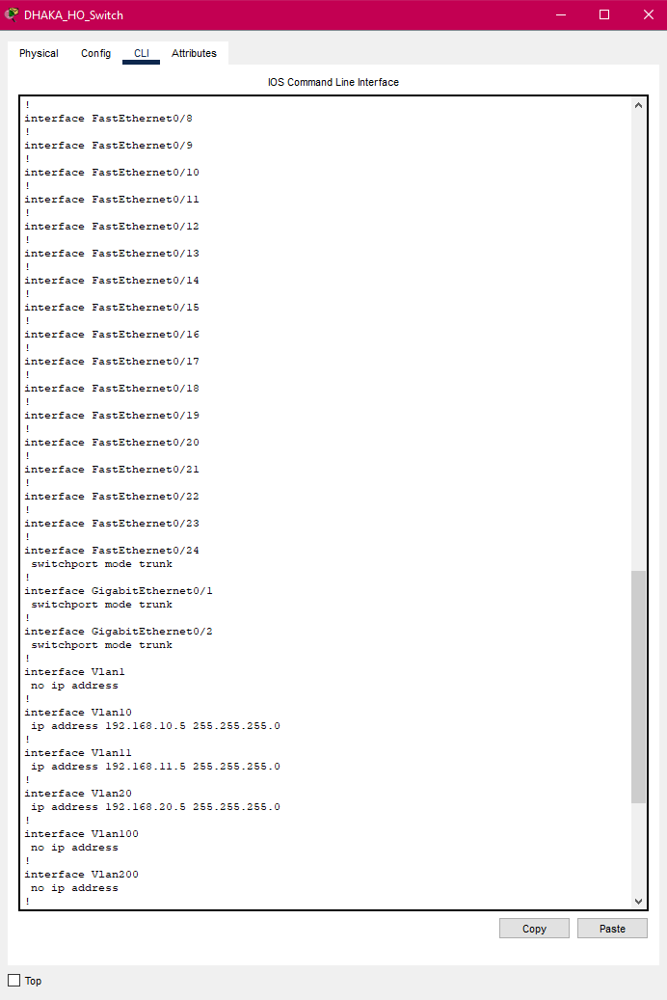 DHAKA_HO_Switch
Physical Config CLI Attributes
IOS Command Line Interface
!
interface FastEthernet0/8
!
interface FastEthernet0/9
!
interface FastEthernet0/10
!
interface FastEthernet0/11
!
interface FastEthernet0/12
!
interface FastEthernet0/13
!
interface FastEthernet0/14
!
interface FastEthernet0/15
!
interface FastEthernet0/16
!
interface FastEthernet0/17
!
interface FastEthernet0/18
!
interface FastEthernet0/19
!
interface FastEthernet0/20
!
interface FastEthernet0/21
!
interface FastEthernet0/22
!
interface FastEthernet0/23
!
interface FastEthernet0/24
 switchport mode trunk
!
interface GigabitEthernet0/1
 switchport mode trunk
!
interface GigabitEthernet0/2
 switchport mode trunk
!
interface Vlan1
 no ip address
!
interface Vlan10
 ip address 192.168.10.5 255.255.255.0
!
interface Vlan11
 ip address 192.168.11.5 255.255.255.0
!
interface Vlan20
 ip address 192.168.20.5 255.255.255.0
!
interface Vlan100
 no ip address
!
interface Vlan200
 no ip address
!
Copy Paste
Top